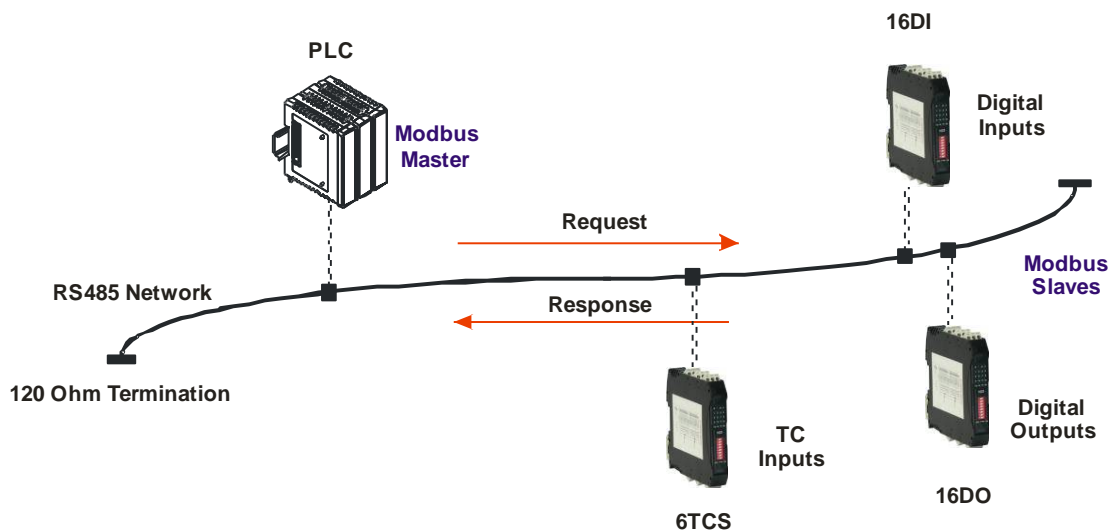 16DI
PLC
Digital
Inputs
Modbus
Master
Request
RS485 Network
Modbus
Slaves
Response
120 Ohm Termination
TC
Inputs
Digital
Outputs
6TCS
16DO